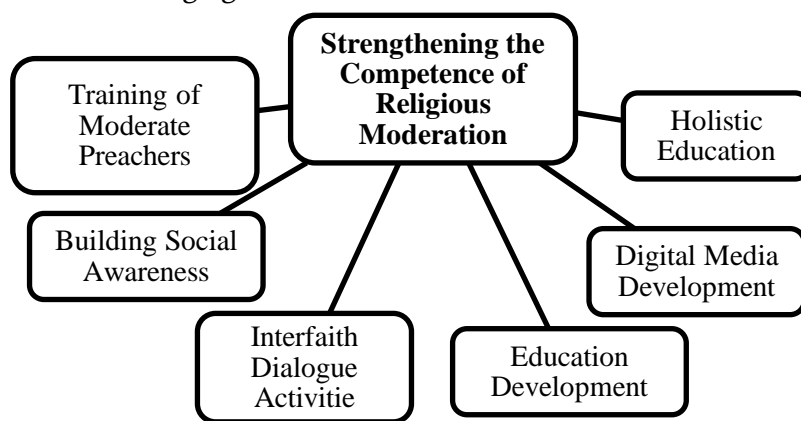 Strengthening the
Competence of
Religious
Moderation
Training of
Moderate
Preachers
Holistic
Education
Building Social
Awareness
Digital Media
Development
Interfaith
Dialogue
Activitie
Education
Development